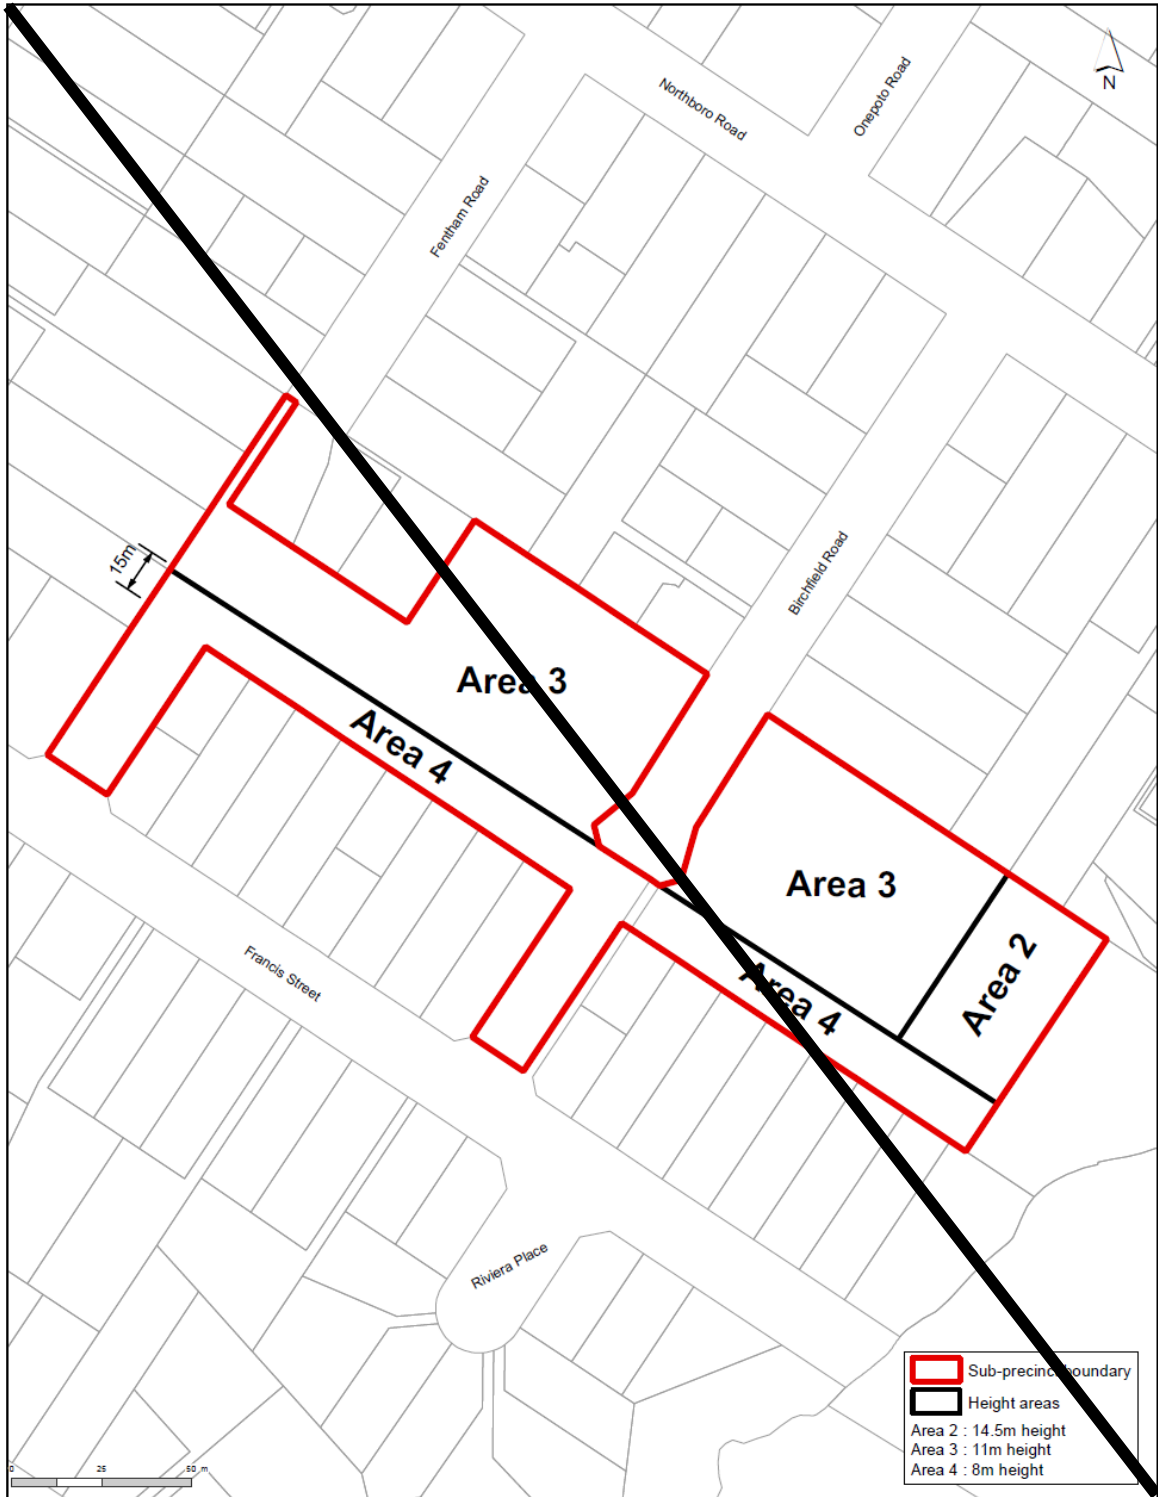 Northboro Road
Onepoto Road
N
Fentham Road
15m
Birchfield Road
Area 3
Area 4
Area 3
Area 2
Area 4
Francis Street
Riviera Place
Sub-precinct boundary
Height areas
Area 2 : 14.5m height
Area 3 : 11m height
Area 4 : 8m height
0 25 50 m